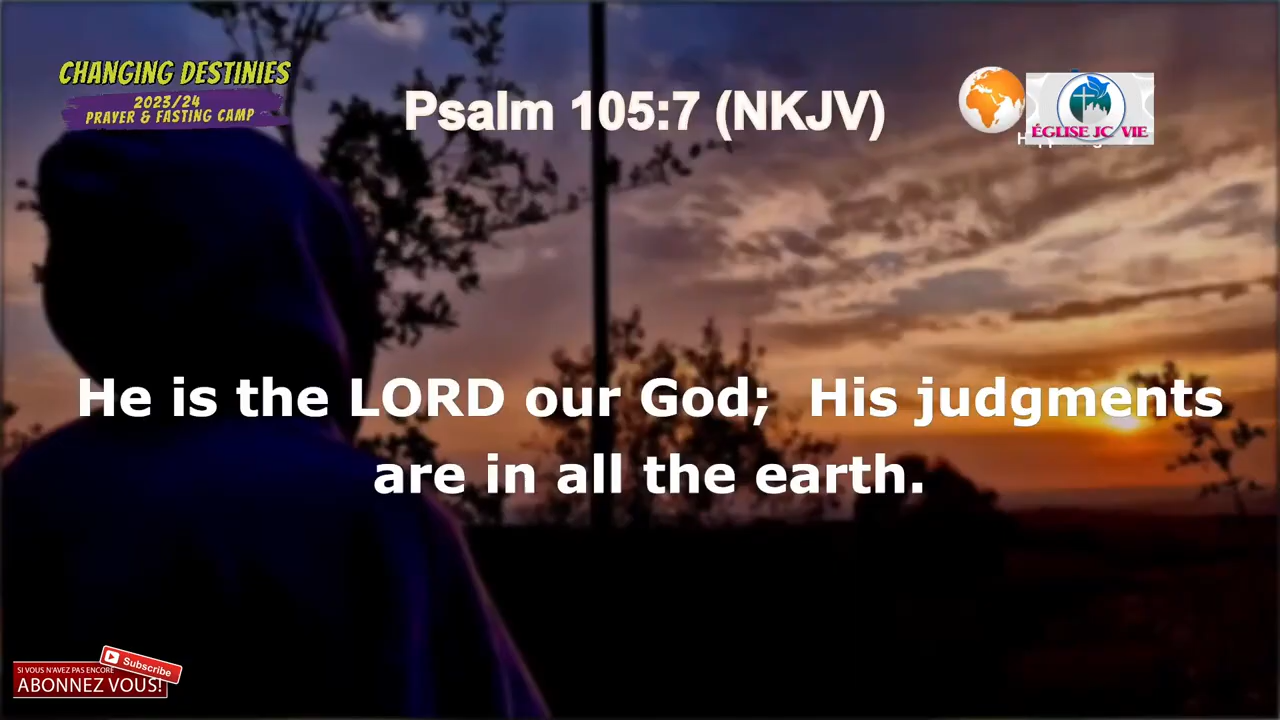 CHANGING DESTINIES
2023/24
PRAYER & FASTING CAMP
Psalm 105:7 (NKJV)
ÉGLISE JC VIE
He is the LORD our God;  His judgments
are in all the earth.
SI VOUS N'AVEZ PAS ENCORE
Subscribe
ABONNEZ VOUS!